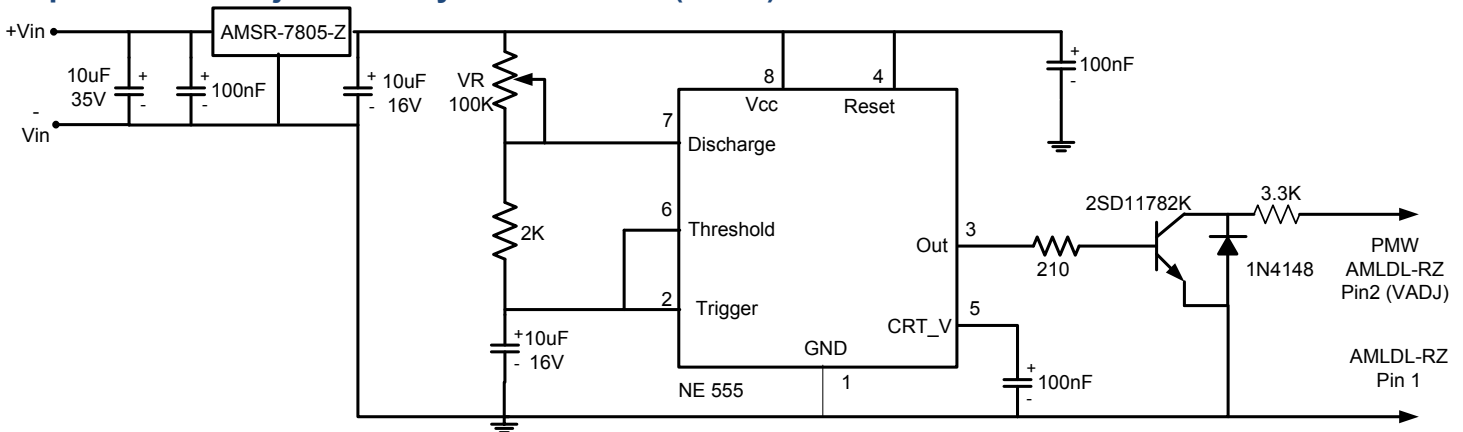 +Vin
AMSR-7805-Z
10uF
35V
+
-
+
-
100nF
+
-
10uF
16V
-
Vin
VR
100K
8
Vcc
4
Reset
+
-
100nF
7
Discharge
2K
6
Threshold
2
Trigger
+
-
10uF
16V
Out
3
210
2SD11782K
3.3K
1N4148
PMW
AMLDL-RZ
Pin2 (VADJ)
CRT_V
5
GND
1
NE 555
+
-
100nF
AMLDL-RZ
Pin 1